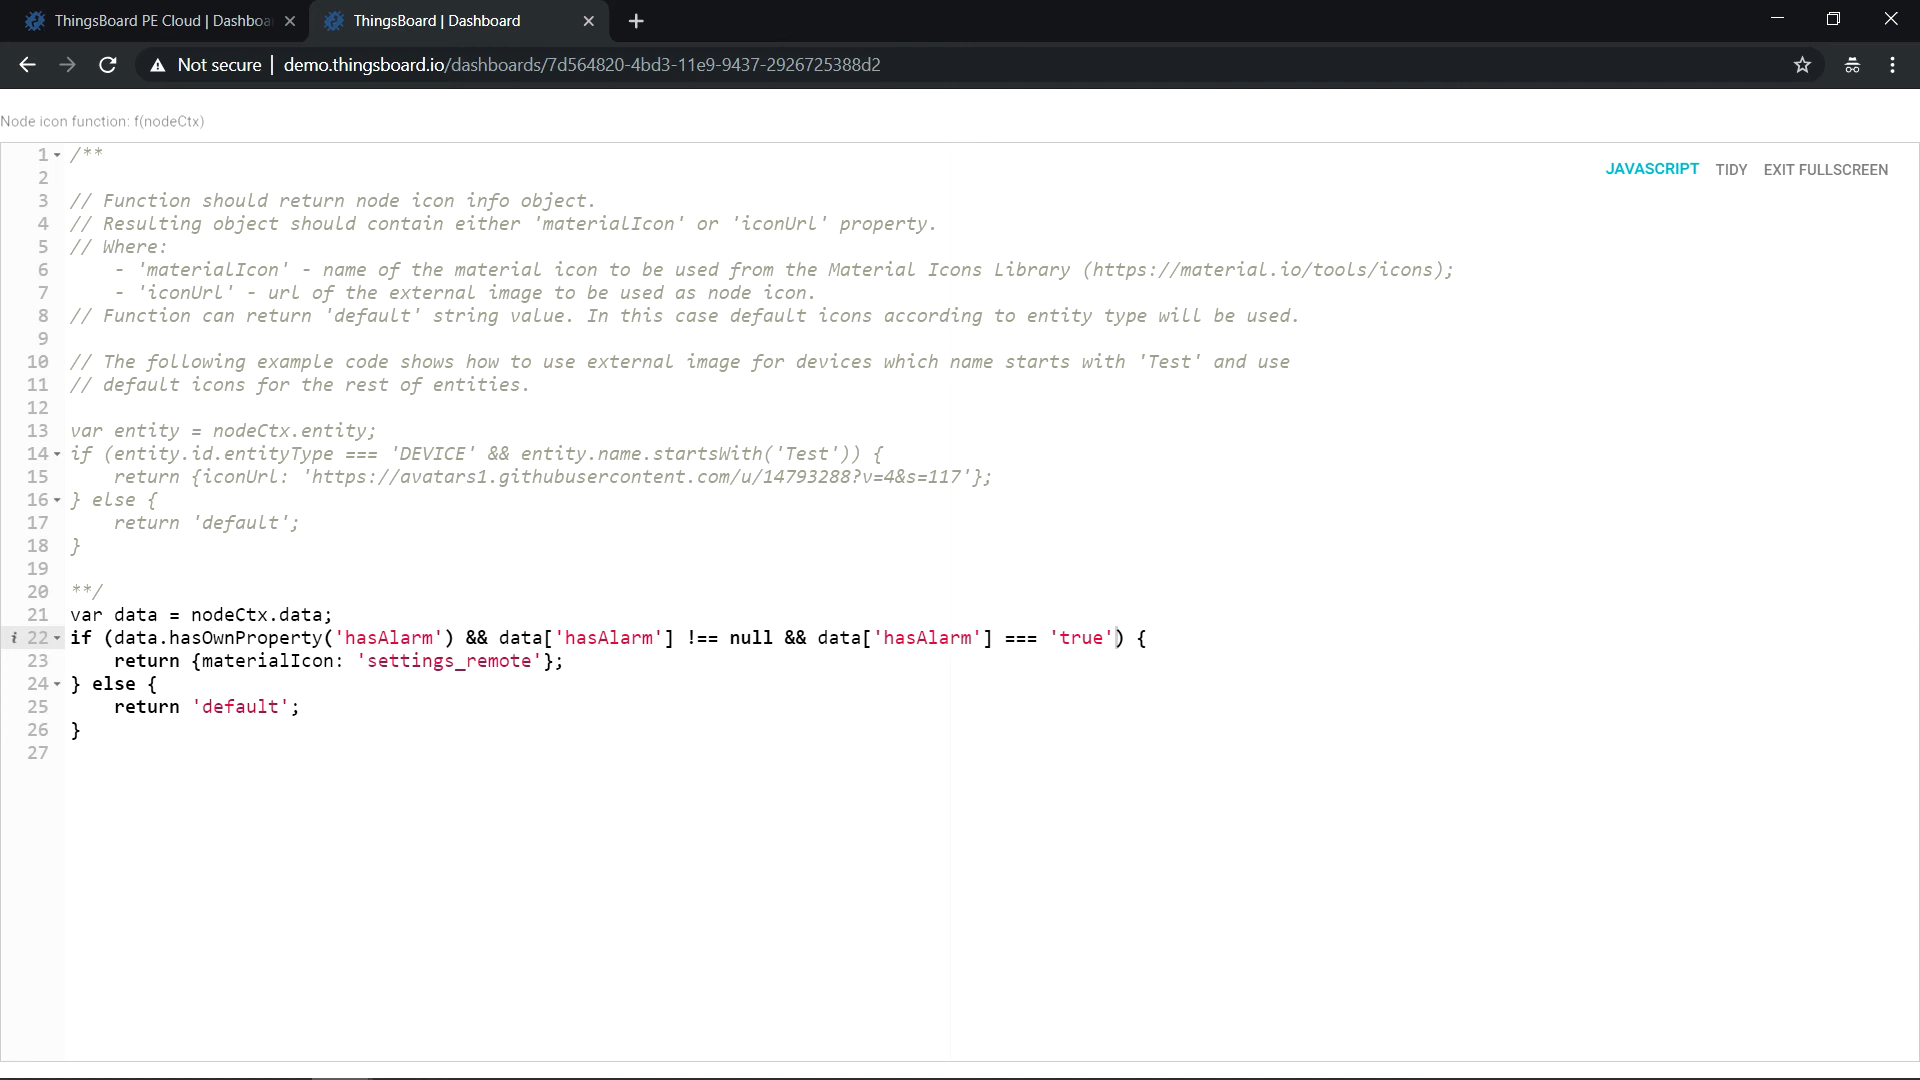 ThingsBoard PE Cloud | Dashboa
ThingsBoard | Dashboard
Not secure | demo.thingsboard.io/dashboards/7d564820-4bd3-11e9-9437-2926725388d2
Node icon function: f(nodeCtx)
JAVASCRIPT TIDY EXIT FULLSCREEN
1 /**
2
3 // Function should return node icon info object.
4 // Resulting object should contain either 'materialIcon' or 'iconUrl' property.
5 // Where:
6     - 'materialIcon' - name of the material icon to be used from the Material Icons Library (https://material.io/tools/icons);
7     - 'iconUrl' - url of the external image to be used as node icon.
8 // Function can return 'default' string value. In this case default icons according to entity type will be used.
9
10 // The following example code shows how to use external image for devices which name starts with 'Test' and use
11 // default icons for the rest of entities.
12
13 var entity = nodeCtx.entity;
14 if (entity.id.entityType === 'DEVICE' && entity.name.startsWith('Test')) {
15     return {iconUrl: 'https://avatars1.githubusercontent.com/u/14793288?v=4&s=117'};
16 } else {
17     return 'default';
18 }
19
20 **/
21 var data = nodeCtx.data;
i 22 if (data.hasOwnProperty('hasAlarm') && data['hasAlarm'] !== null && data['hasAlarm'] === 'true') {
23     return {materialIcon: 'settings_remote'};
24 } else {
25     return 'default';
26 }
27